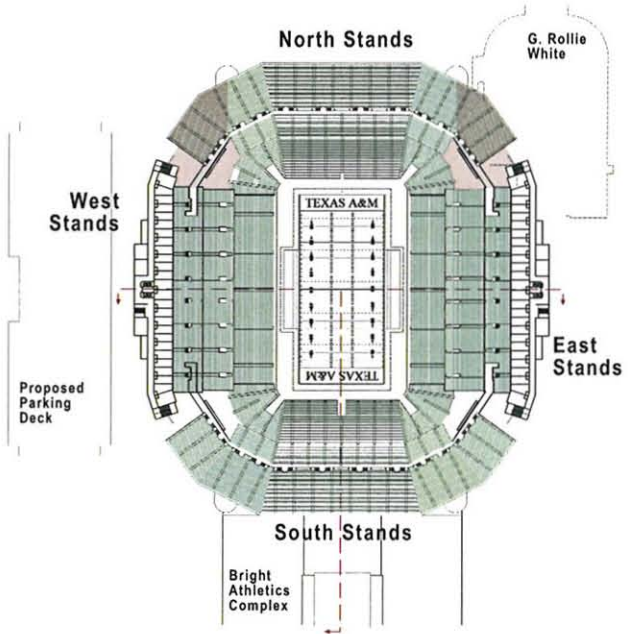 North Stands
G. Rollie
White
West
Stands
TEXAS A&M
East
Stands
TEXAS A&M
Proposed
Parking
Deck
South Stands
Bright
Athletics
Complex